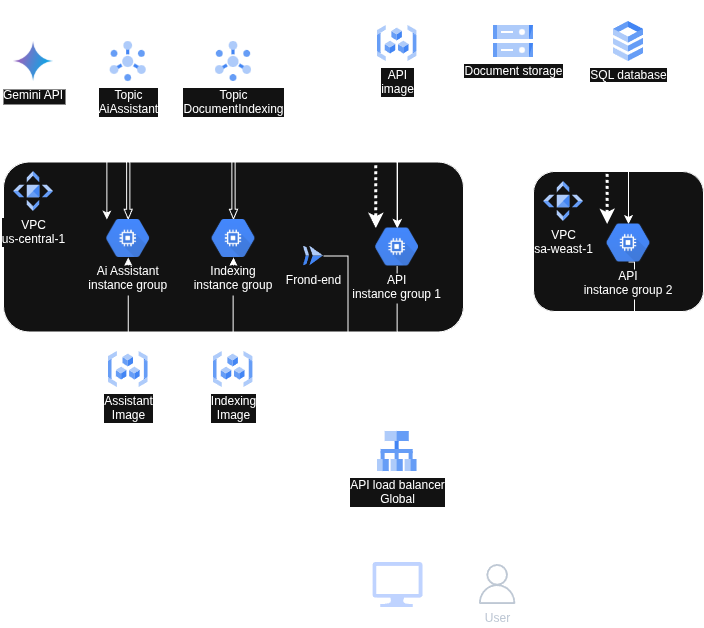 Gemini API
Topic
AiAssistant
Topic
DocumentIndexing
API
image
Document storage
SQL database
VPC
us-central-1
Ai Assistant
instance group
Indexing
instance group
Frond-end
API
instance group 1
VPC
sa-weast-1
API
instance group 2
Assistant
Image
Indexing
Image
API load balancer
Global
User